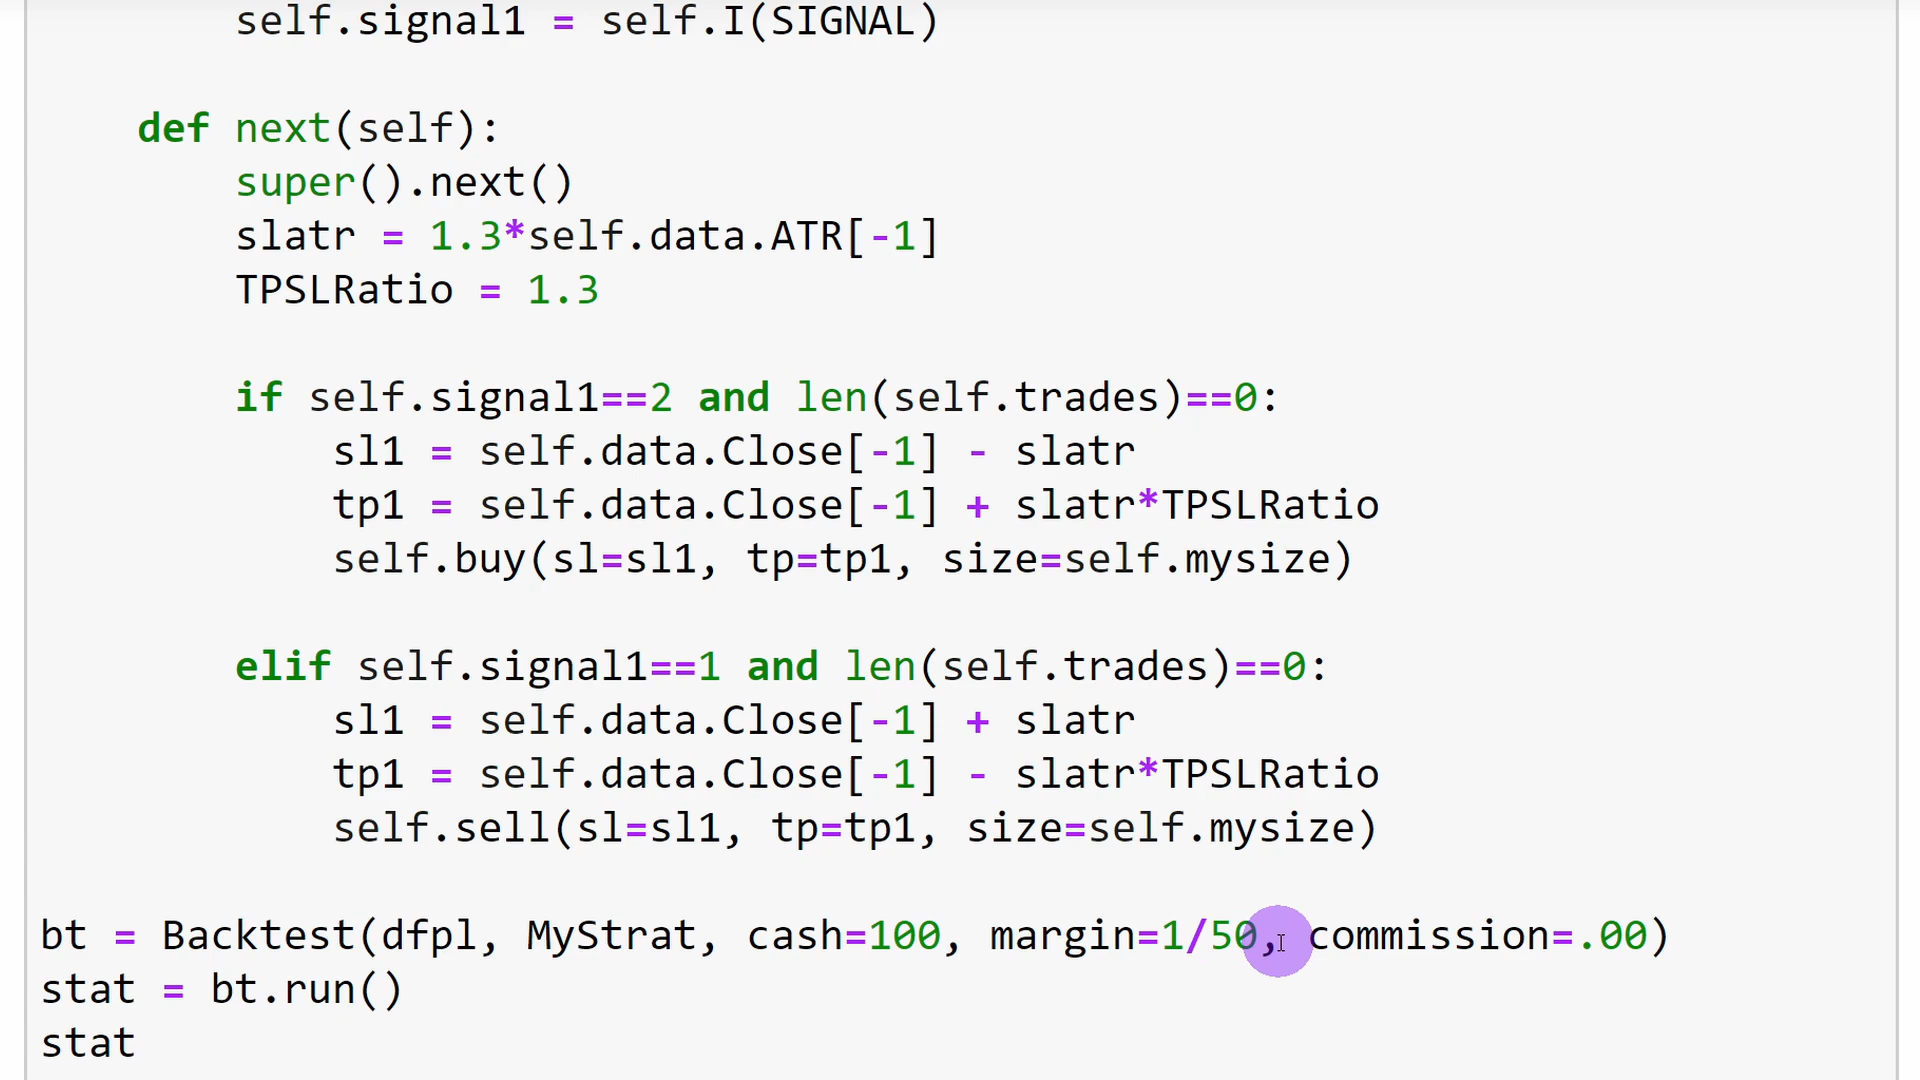 self.signal1 = self.I(SIGNAL)
def next(self):
super().next()
slatr = 1.3*self.data.ATR[-1]
TPSLRatio = 1.3
if self.signal1==2 and len(self.trades)==0:
sl1 = self.data.Close[-1] - slatr
tp1 = self.data.Close[-1] + slatr*TPSLRatio
self.buy(sl=sl1, tp=tp1, size=self.mysize)
elif self.signal1==1 and len(self.trades)==0:
sl1 = self.data.Close[-1] + slatr
tp1 = self.data.Close[-1] - slatr*TPSLRatio
self.sell(sl=sl1, tp=tp1, size=self.mysize)
bt = Backtest(dfpl, MyStrat, cash=100, margin=1/50, commission=.00)
stat = bt.run()
stat